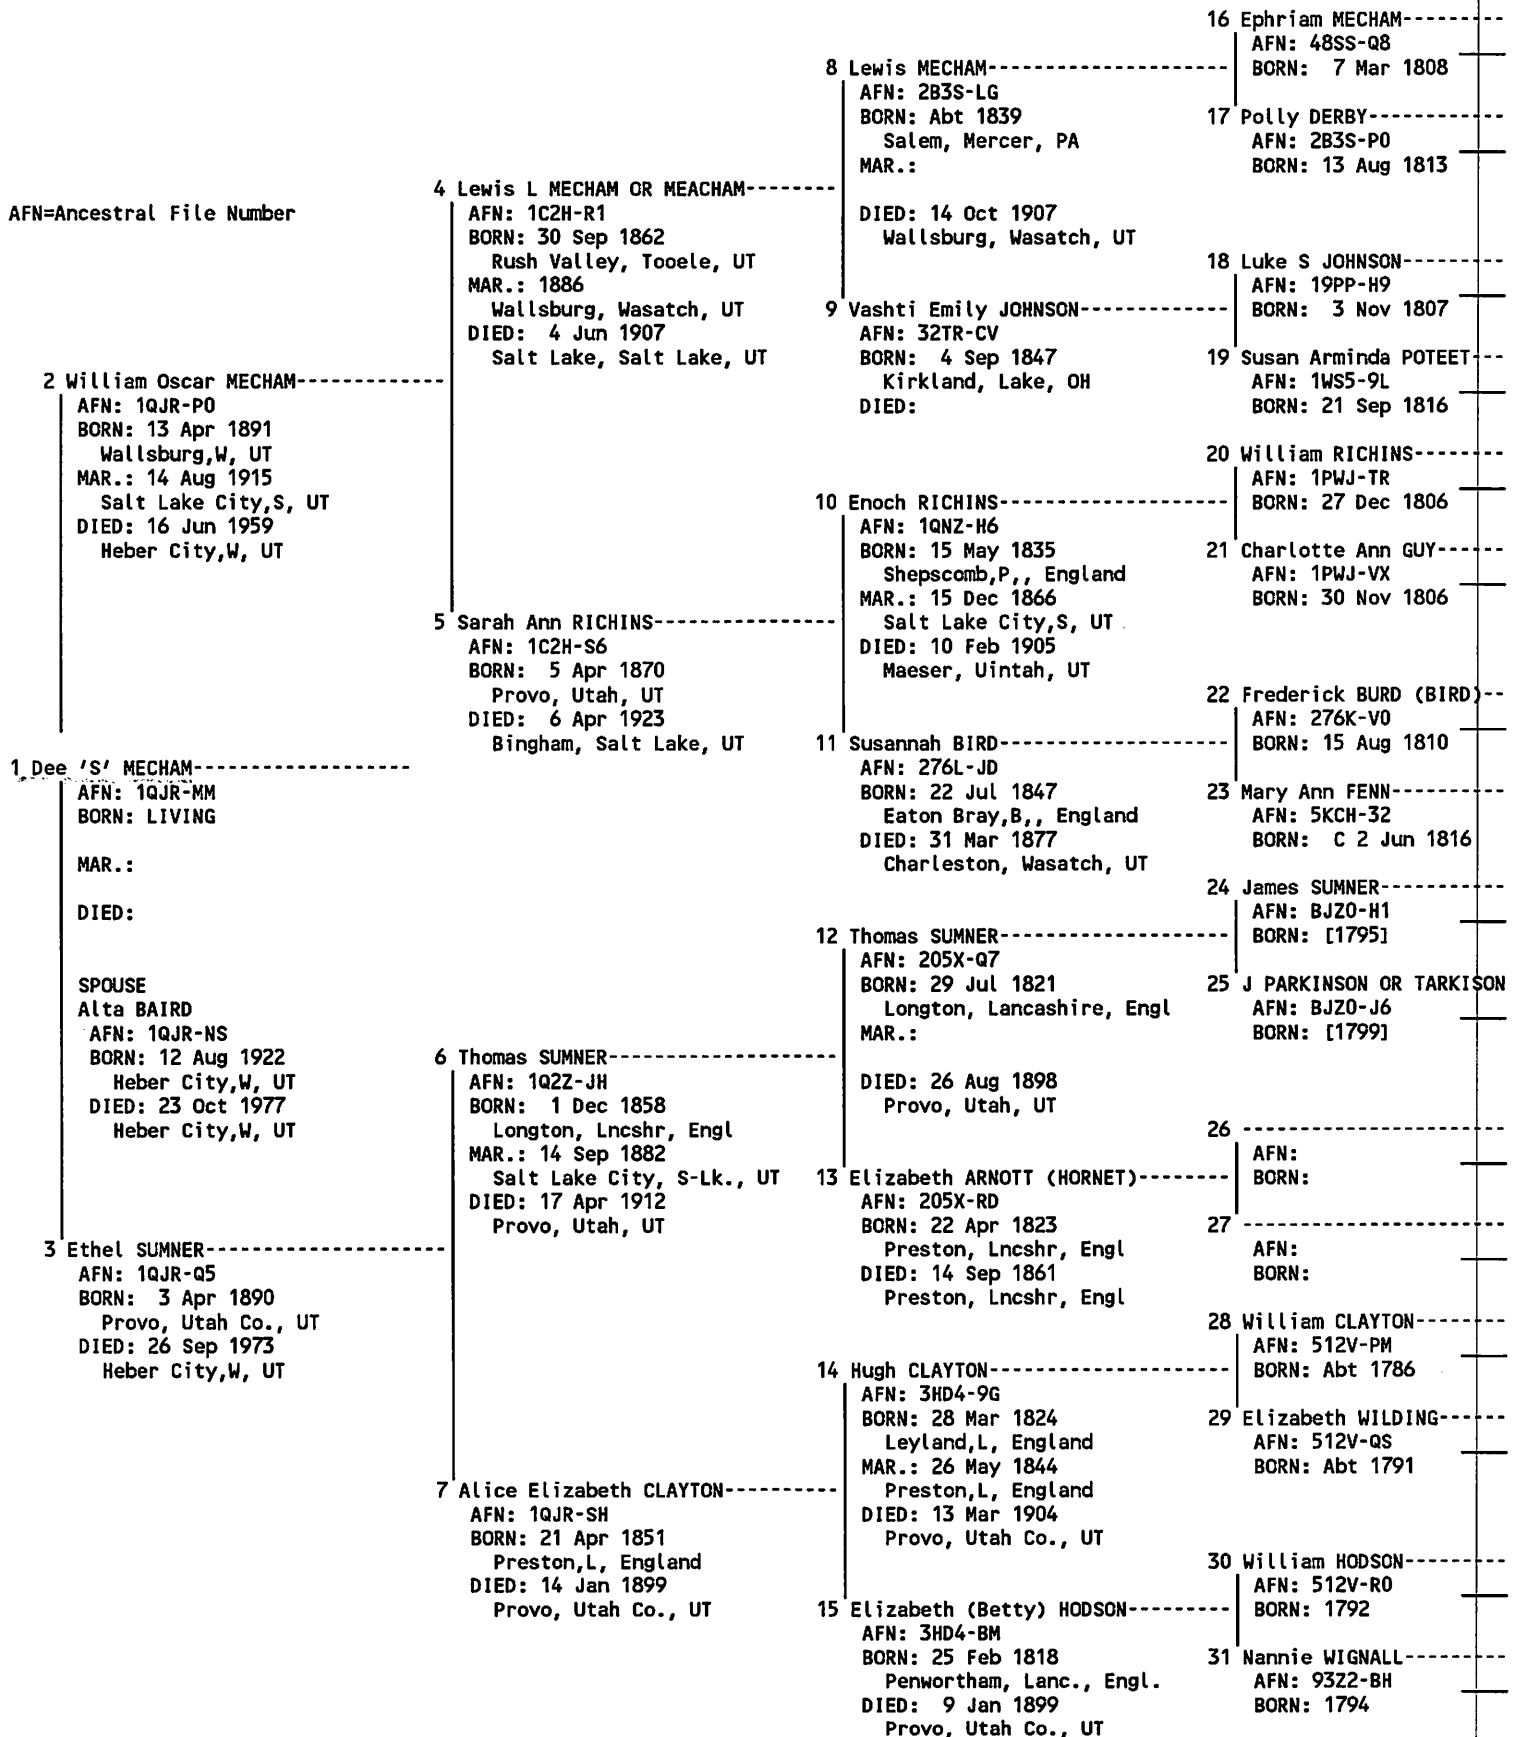 AFN=Ancestral File Number
1 Dee 'S' MECHAM-------------------
AFN: 1QJR-MM
BORN: LIVING
MAR.:
DIED:
SPOUSE
Alta BAIRD
AFN: 1QJR-NS
BORN: 12 Aug 1922
Heber City,W, UT
DIED: 23 Oct 1977
Heber City,W, UT
2 William Oscar MECHAM-------------
AFN: 1QJR-P0
BORN: 13 Apr 1891
Wallsburg,W, UT
MAR.: 14 Aug 1915
Salt Lake City,S, UT
DIED: 16 Jun 1959
Heber City,W, UT
3 Ethel SUMNER---------------------
AFN: 1QJR-Q5
BORN:  3 Apr 1890
Provo, Utah Co., UT
DIED: 26 Sep 1973
Heber City,W, UT
4 Lewis L MECHAM OR MEACHAM--------
AFN: 1C2H-R1
BORN: 30 Sep 1862
Rush Valley, Tooele, UT
MAR.: 1886
Wallsburg, Wasatch, UT
DIED:  4 Jun 1907
Salt Lake, Salt Lake, UT
5 Sarah Ann RICHINS----------------
AFN: 1C2H-S6
BORN:  5 Apr 1870
Provo, Utah, UT
DIED:  6 Apr 1923
Bingham, Salt Lake, UT
6 Thomas SUMNER--------------------
AFN: 1Q2Z-JH
BORN:  1 Dec 1858
Longton, Lncshr, Engl
MAR.: 14 Sep 1882
Salt Lake City, S-Lk., UT
DIED: 17 Apr 1912
Provo, Utah, UT
7 Alice Elizabeth CLAYTON----------
AFN: 1QJR-SH
BORN: 21 Apr 1851
Preston,L, England
DIED: 14 Jan 1899
Provo, Utah Co., UT
8 Lewis MECHAM---------------------
AFN: 2B3S-LG
BORN: Abt 1839
Salem, Mercer, PA
MAR.:
DIED: 14 Oct 1907
Wallsburg, Wasatch, UT
9 Vashti Emily JOHNSON-------------
AFN: 32TR-CV
BORN:  4 Sep 1847
Kirkland, Lake, OH
DIED:
10 Enoch RICHINS--------------------
AFN: 1QNZ-H6
BORN: 15 May 1835
Shepscomb,P,, England
MAR.: 15 Dec 1866
Salt Lake City,S, UT
DIED: 10 Feb 1905
Maeser, Uintah, UT
11 Susannah BIRD--------------------
AFN: 276L-JD
BORN: 22 Jul 1847
Eaton Bray,B,, England
DIED: 31 Mar 1877
Charleston, Wasatch, UT
12 Thomas SUMNER--------------------
AFN: 205X-Q7
BORN: 29 Jul 1821
Longton, Lancashire, Engl
MAR.:
DIED: 26 Aug 1898
Provo, Utah, UT
13 Elizabeth ARNOTT (HORNET)--------
AFN: 205X-RD
BORN: 22 Apr 1823
Preston, Lncshr, Engl
DIED: 14 Sep 1861
Preston, Lncshr, Engl
14 Hugh CLAYTON---------------------
AFN: 3HD4-9G
BORN: 28 Mar 1824
Leyland,L, England
MAR.: 26 May 1844
Preston,L, England
DIED: 13 Mar 1904
Provo, Utah Co., UT
15 Elizabeth (Betty) HODSON---------
AFN: 3HD4-BM
BORN: 25 Feb 1818
Penwortham, Lanc., Engl.
DIED:  9 Jan 1899
Provo, Utah Co., UT
16 Ephriam MECHAM---------
AFN: 48SS-Q8
BORN:  7 Mar 1808
17 Polly DERBY------------
AFN: 2B3S-P0
BORN: 13 Aug 1813
18 Luke S JOHNSON---------
AFN: 19PP-H9
BORN:  3 Nov 1807
19 Susan Arminda POTEET---
AFN: 1WS5-9L
BORN: 21 Sep 1816
20 William RICHINS--------
AFN: 1PWJ-TR
BORN: 27 Dec 1806
21 Charlotte Ann GUY------
AFN: 1PWJ-VX
BORN: 30 Nov 1806
22 Frederick BURD (BIRD)--
AFN: 276K-V0
BORN: 15 Aug 1810
23 Mary Ann FENN----------
AFN: 5KCH-32
BORN:  C 2 Jun 1816
24 James SUMNER-----------
AFN: BJZ0-H1
BORN: [1795]
25 J PARKINSON OR TARKISON
AFN: BJZ0-J6
BORN: [1799]
26 -----------------------
AFN:
BORN:
27 -----------------------
AFN:
BORN:
28 William CLAYTON--------
AFN: 512V-PM
BORN: Abt 1786
29 Elizabeth WILDING------
AFN: 512V-QS
BORN: Abt 1791
30 William HODSON---------
AFN: 512V-R0
BORN: 1792
31 Nannie WIGNALL---------
AFN: 93Z2-BH
BORN: 1794